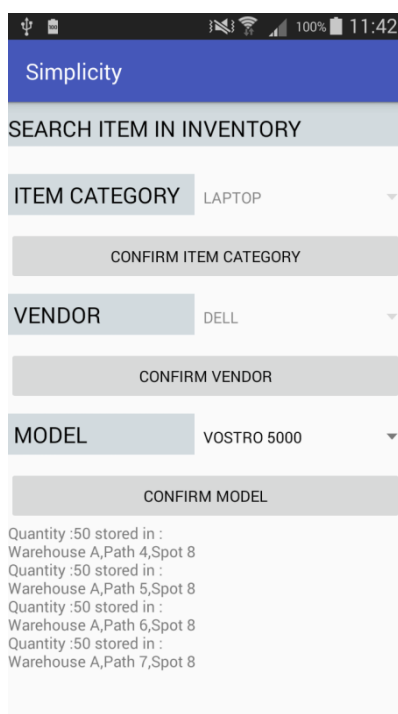 100% 11:42
Simplicity
SEARCH ITEM IN INVENTORY
ITEM CATEGORY LAPTOP
CONFIRM ITEM CATEGORY
VENDOR DELL
CONFIRM VENDOR
MODEL VOSTRO 5000
CONFIRM MODEL
Quantity :50 stored in :
Warehouse A,Path 4,Spot 8
Quantity :50 stored in :
Warehouse A,Path 5,Spot 8
Quantity :50 stored in :
Warehouse A,Path 6,Spot 8
Quantity :50 stored in :
Warehouse A,Path 7,Spot 8